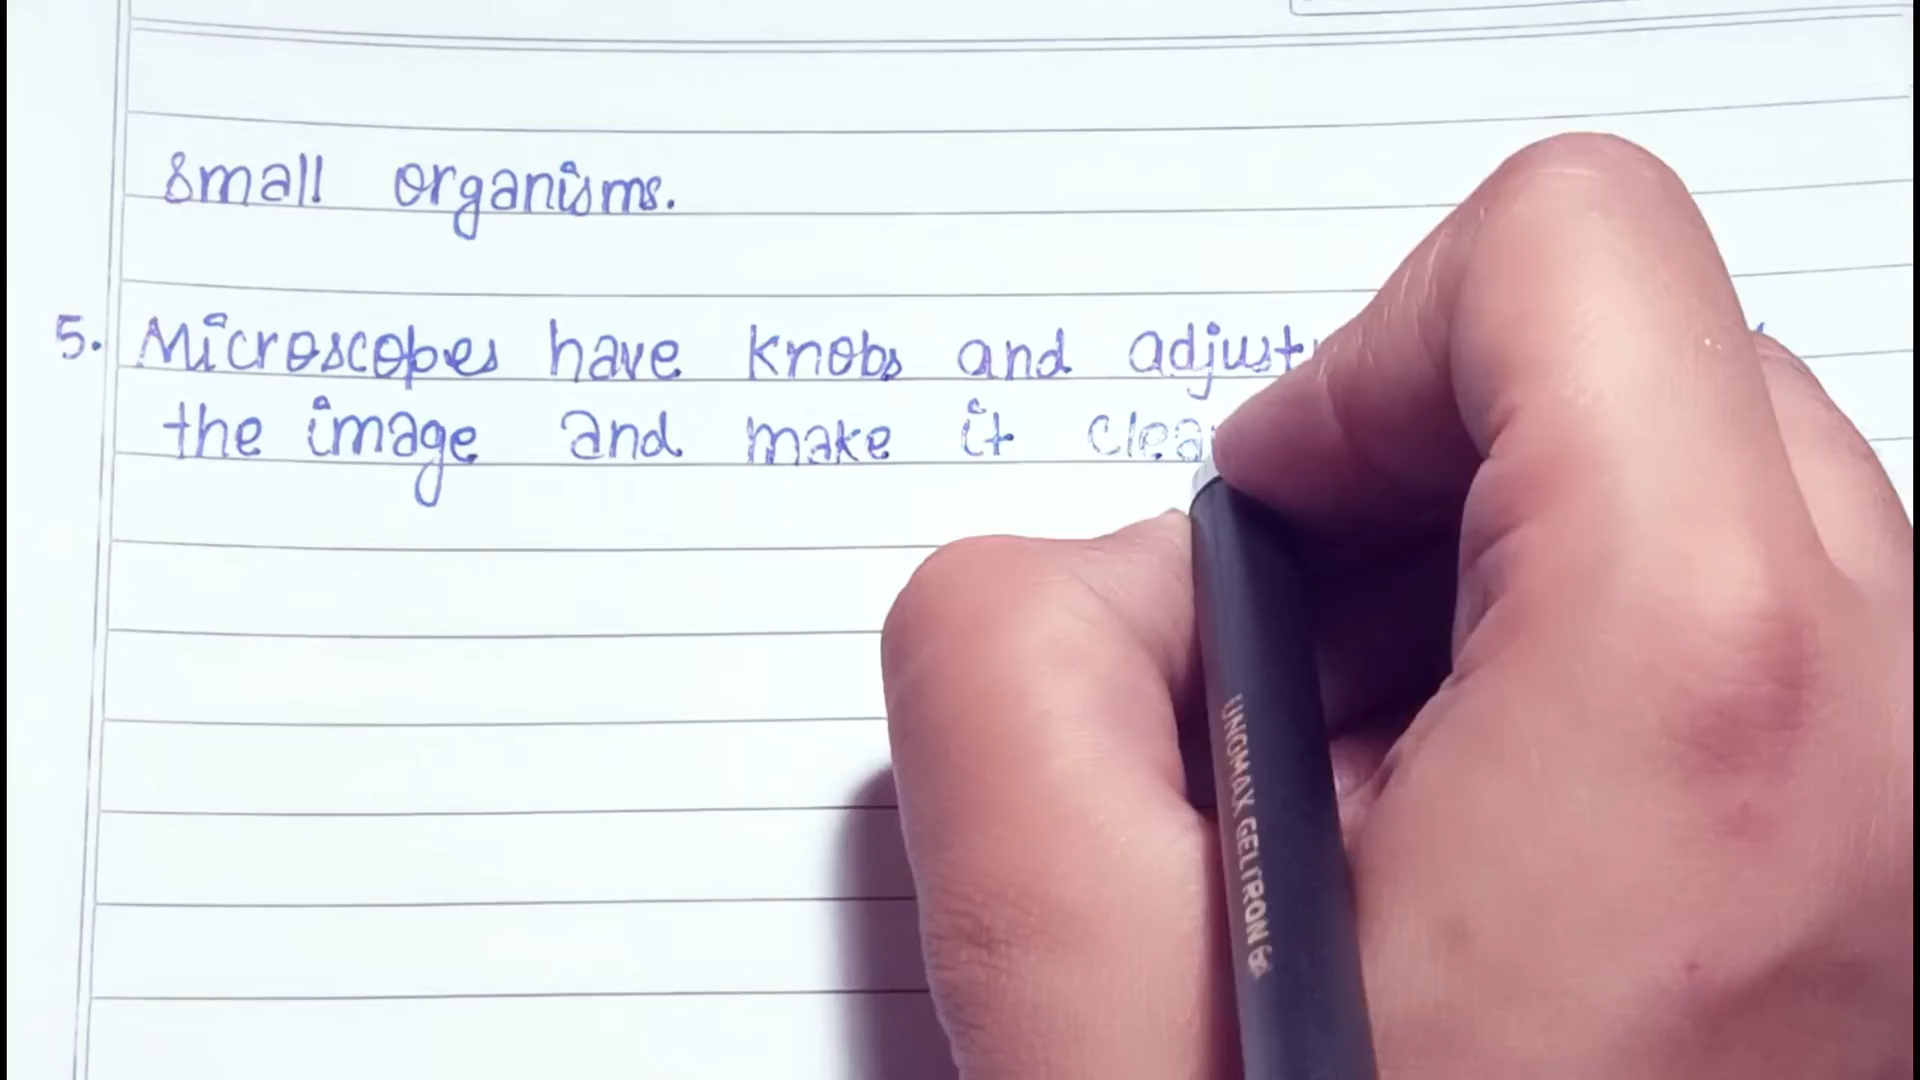 small organisms.
5. Microscopes have knobs and adjust
the image and make it clea
UNOMAX GELTRON